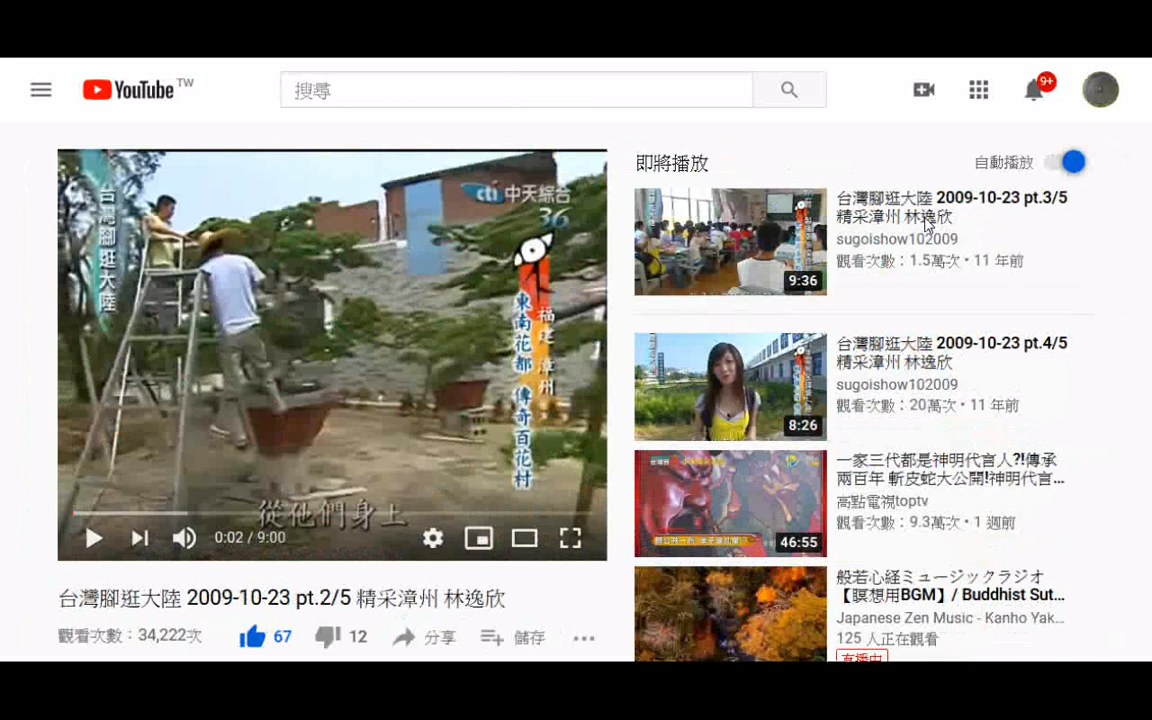 YouTube TW
搜尋
9+
台灣腳逛大陸
cti 中天綜合
36
福建 漳州
東南花都 傳奇百花村
從他們身上
0:02 / 9:00
台灣腳逛大陸 2009-10-23 pt.2/5 精采漳州 林逸欣
觀看次數：34,222次
67
12
分享
儲存
即將播放
自動播放
9:36
台灣腳逛大陸 2009-10-23 pt.3/5
精采漳州 林逸欣
sugoishow102009
觀看次數：1.5萬次・11 年前
8:26
台灣腳逛大陸 2009-10-23 pt.4/5
精采漳州 林逸欣
sugoishow102009
觀看次數：20萬次・11 年前
46:55
一家三代都是神明代言人?!傳承
兩百年 斬皮蛇大公開!神明代言...
高點電視toptv
觀看次數：9.3萬次・1 週前
般若心経ミュージックラジオ
【瞑想用BGM】/ Buddhist Sut...
Japanese Zen Music - Kanho Yak...
125 人正在觀看
直播中